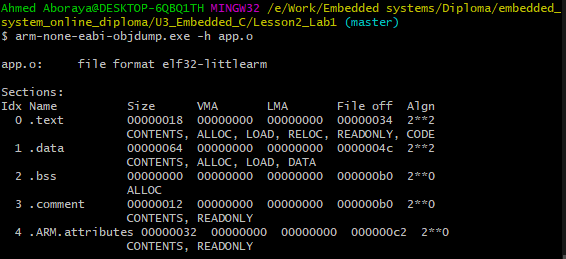 Ahmed Aboraya@DESKTOP-6QBQ1TH MINGW32 /e/Work/Embedded systems/Diploma/embedded_
system_online_diploma/U3_Embedded_C/Lesson2_Lab1 (master)
$ arm-none-eabi-objdump.exe -h app.o
app.o:     file format elf32-littlearm
Sections:
Idx Name          Size      VMA       LMA       File off  Algn
  0 .text         00000018  00000000  00000000  00000034  2**2
                  CONTENTS, ALLOC, LOAD, RELOC, READONLY, CODE
  1 .data         00000064  00000000  00000000  0000004c  2**2
                  CONTENTS, ALLOC, LOAD, DATA
  2 .bss          00000000  00000000  00000000  000000b0  2**0
                  ALLOC
  3 .comment      00000012  00000000  00000000  000000b0  2**0
                  CONTENTS, READONLY
  4 .ARM.attributes 00000032  00000000  00000000  000000c2  2**0
                  CONTENTS, READONLY